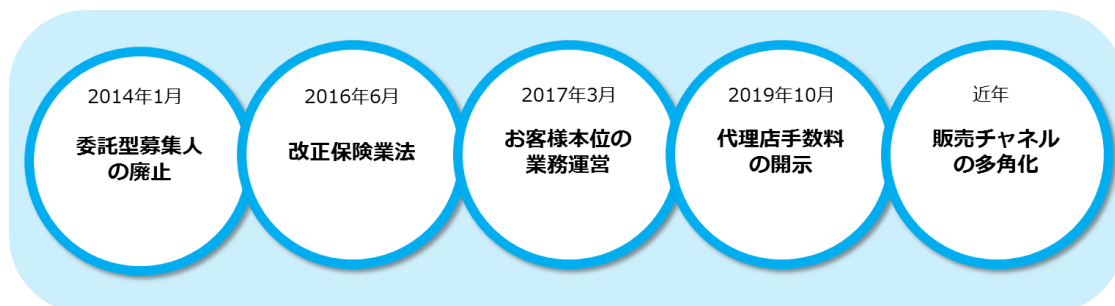 2014年1月
委託型募集人
の廃止
2016年6月
改正保険業法
2017年3月
お客様本位の
業務運営
2019年10月
代理店手数料
の開示
近年
販売チャネル
の多角化